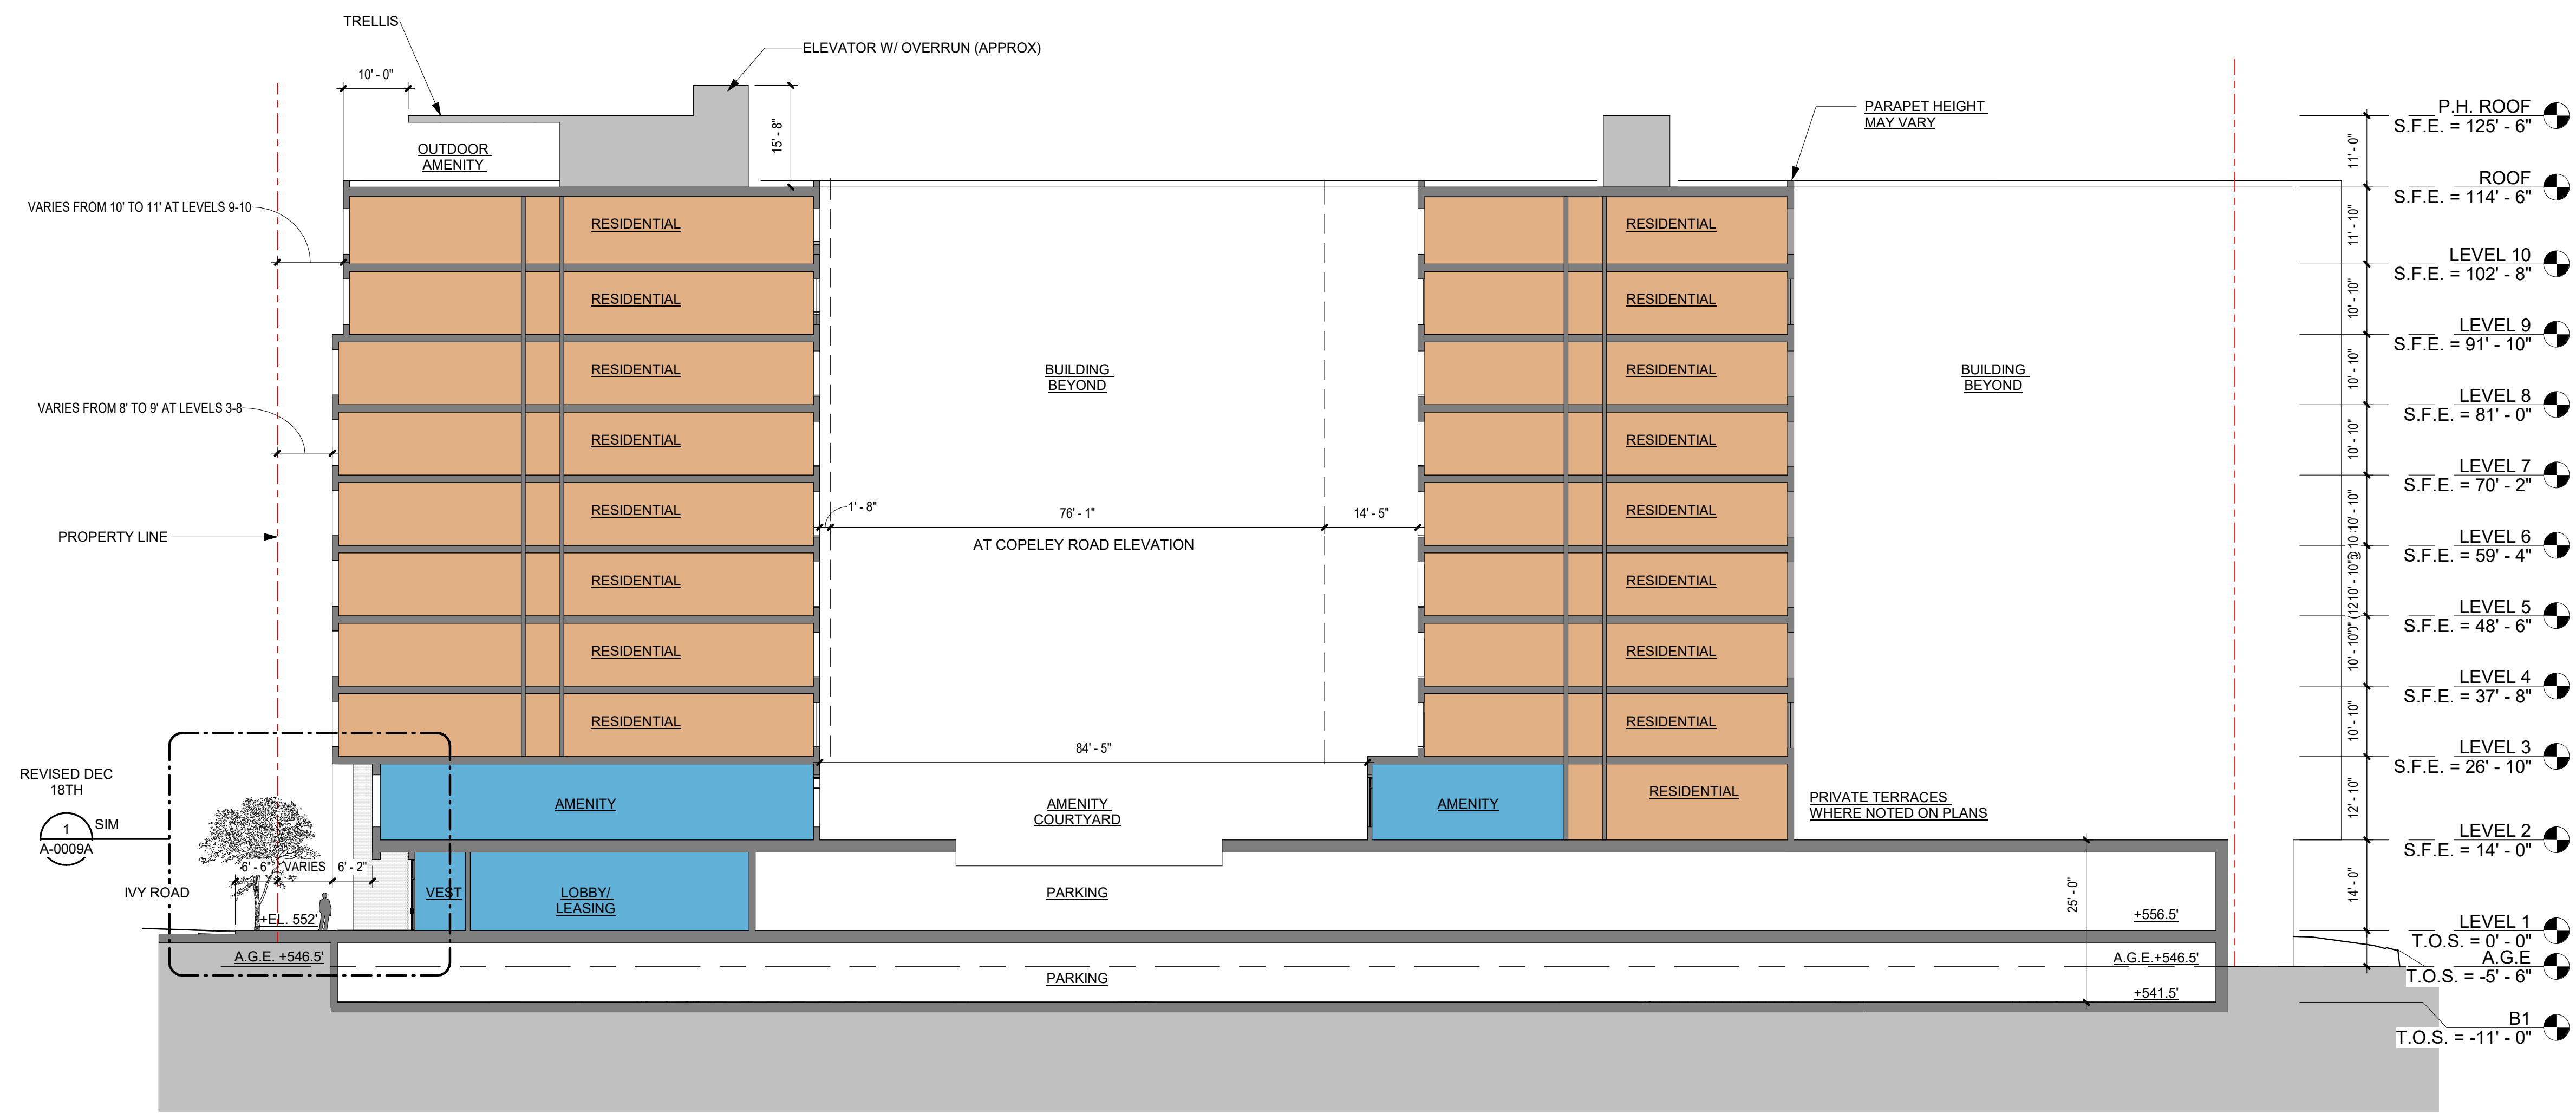 TRELLIS
ELEVATOR W/ OVERRUN (APPROX)
10' - 0"
15' - 8"
PARAPET HEIGHT
MAY VARY
OUTDOOR
AMENITY
VARIES FROM 10' TO 11' AT LEVELS 9-10
VARIES FROM 8' TO 9' AT LEVELS 3-8
PROPERTY LINE
RESIDENTIAL
RESIDENTIAL
RESIDENTIAL
RESIDENTIAL
RESIDENTIAL
RESIDENTIAL
RESIDENTIAL
RESIDENTIAL
BUILDING
BEYOND
1' - 8"
76' - 1"
14' - 5"
AT COPELEY ROAD ELEVATION
84' - 5"
RESIDENTIAL
RESIDENTIAL
RESIDENTIAL
RESIDENTIAL
RESIDENTIAL
RESIDENTIAL
RESIDENTIAL
RESIDENTIAL
RESIDENTIAL
BUILDING
BEYOND
REVISED DEC
18TH
1
SIM
A-0009A
AMENITY
AMENITY
COURTYARD
AMENITY
PRIVATE TERRACES
WHERE NOTED ON PLANS
6' - 6"
VARIES
6' - 2"
IVY ROAD
+EL. 552'
VEST
LOBBY/
LEASING
PARKING
25' - 0"
+556.5'
A.G.E. +546.5'
A.G.E.+546.5'
PARKING
+541.5'
P.H. ROOF
S.F.E. = 125' - 6"
11' - 0"
ROOF
S.F.E. = 114' - 6"
11' - 10"
LEVEL 10
S.F.E. = 102' - 8"
10' - 10"
LEVEL 9
S.F.E. = 91' - 10"
10' - 10"
LEVEL 8
S.F.E. = 81' - 0"
10' - 10"
LEVEL 7
S.F.E. = 70' - 2"
10' - 10"
LEVEL 6
S.F.E. = 59' - 4"
LEVEL 5
S.F.E. = 48' - 6"
10' - 10"
LEVEL 4
S.F.E. = 37' - 8"
10' - 10"
LEVEL 3
S.F.E. = 26' - 10"
12' - 10"
LEVEL 2
S.F.E. = 14' - 0"
14' - 0"
LEVEL 1
T.O.S. = 0' - 0"
A.G.E
T.O.S. = -5' - 6"
B1
T.O.S. = -11' - 0"